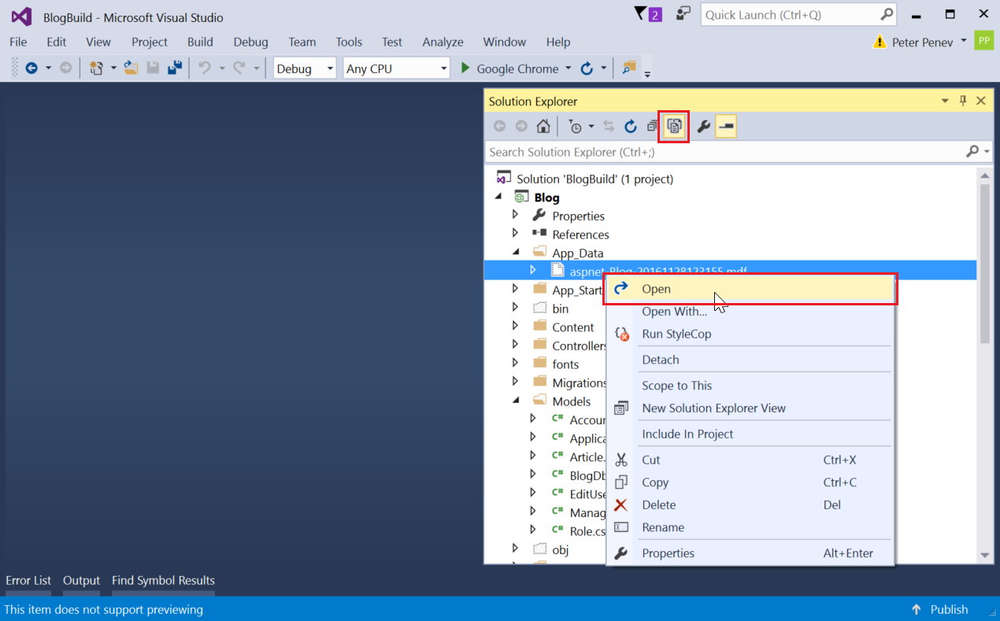 BlogBuild - Microsoft Visual Studio
2
Quick Launch (Ctrl+Q)
File Edit View Project Build Debug Team Tools Test Analyze Window Help
Peter Penev PP
Debug Any CPU Google Chrome
Solution Explorer
Search Solution Explorer (Ctrl+;)
Solution 'BlogBuild' (1 project)
Blog
Properties
References
App_Data
aspnet-Blog-20161128123155.mdf
App_Start
bin
Content
Controllers
fonts
Migrations
Models
C# Accour
C# Applica
C# Article.
C# BlogDb
C# EditUse
C# Manag
C# Role.cs
obj
Open
Open With...
Run StyleCop
Detach
Scope to This
New Solution Explorer View
Include In Project
Cut Ctrl+X
Copy Ctrl+C
Delete Del
Rename
Properties Alt+Enter
Error List Output Find Symbol Results
This item does not support previewing
Publish